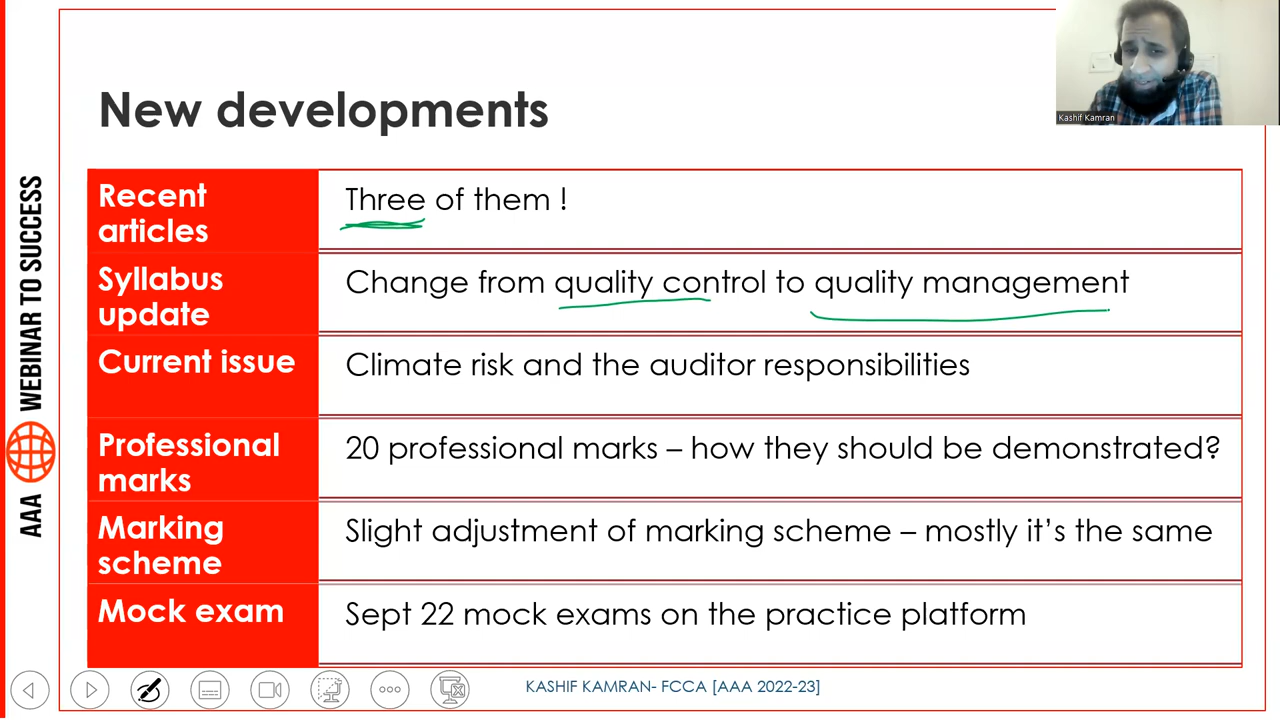 Kashif Kamran
New developments
AAA WEBINAR TO SUCCESS
Recent
articles
Three of them !
Syllabus
update
Change from quality control to quality management
Current issue
Climate risk and the auditor responsibilities
Professional
marks
20 professional marks – how they should be demonstrated?
Marking
scheme
Slight adjustment of marking scheme – mostly it’s the same
Mock exam
Sept 22 mock exams on the practice platform
KASHIF KAMRAN- FCCA [AAA 2022-23]